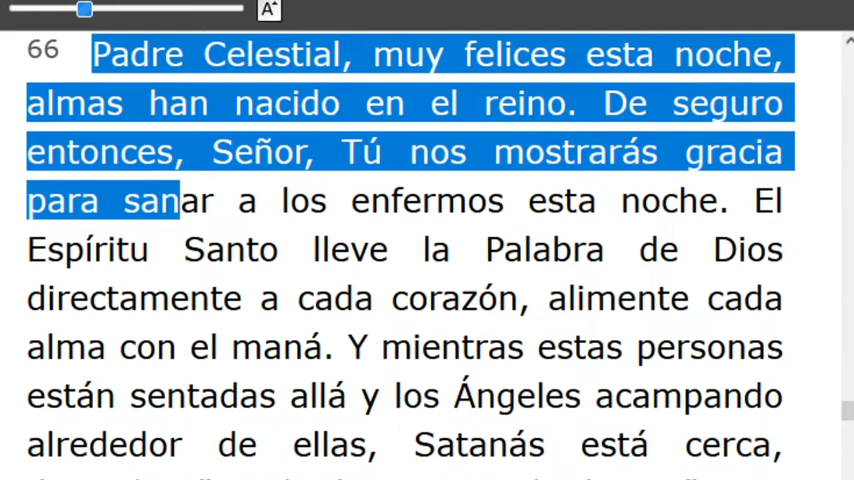 A
66 Padre Celestial, muy felices esta noche,
almas han nacido en el reino. De seguro
entonces, Señor, Tú nos mostrarás gracia
para sanar a los enfermos esta noche. El
Espíritu Santo lleve la Palabra de Dios
directamente a cada corazón, alimente cada
alma con el maná. Y mientras estas personas
están sentadas allá y los Ángeles acampando
alrededor de ellas, Satanás está cerca,